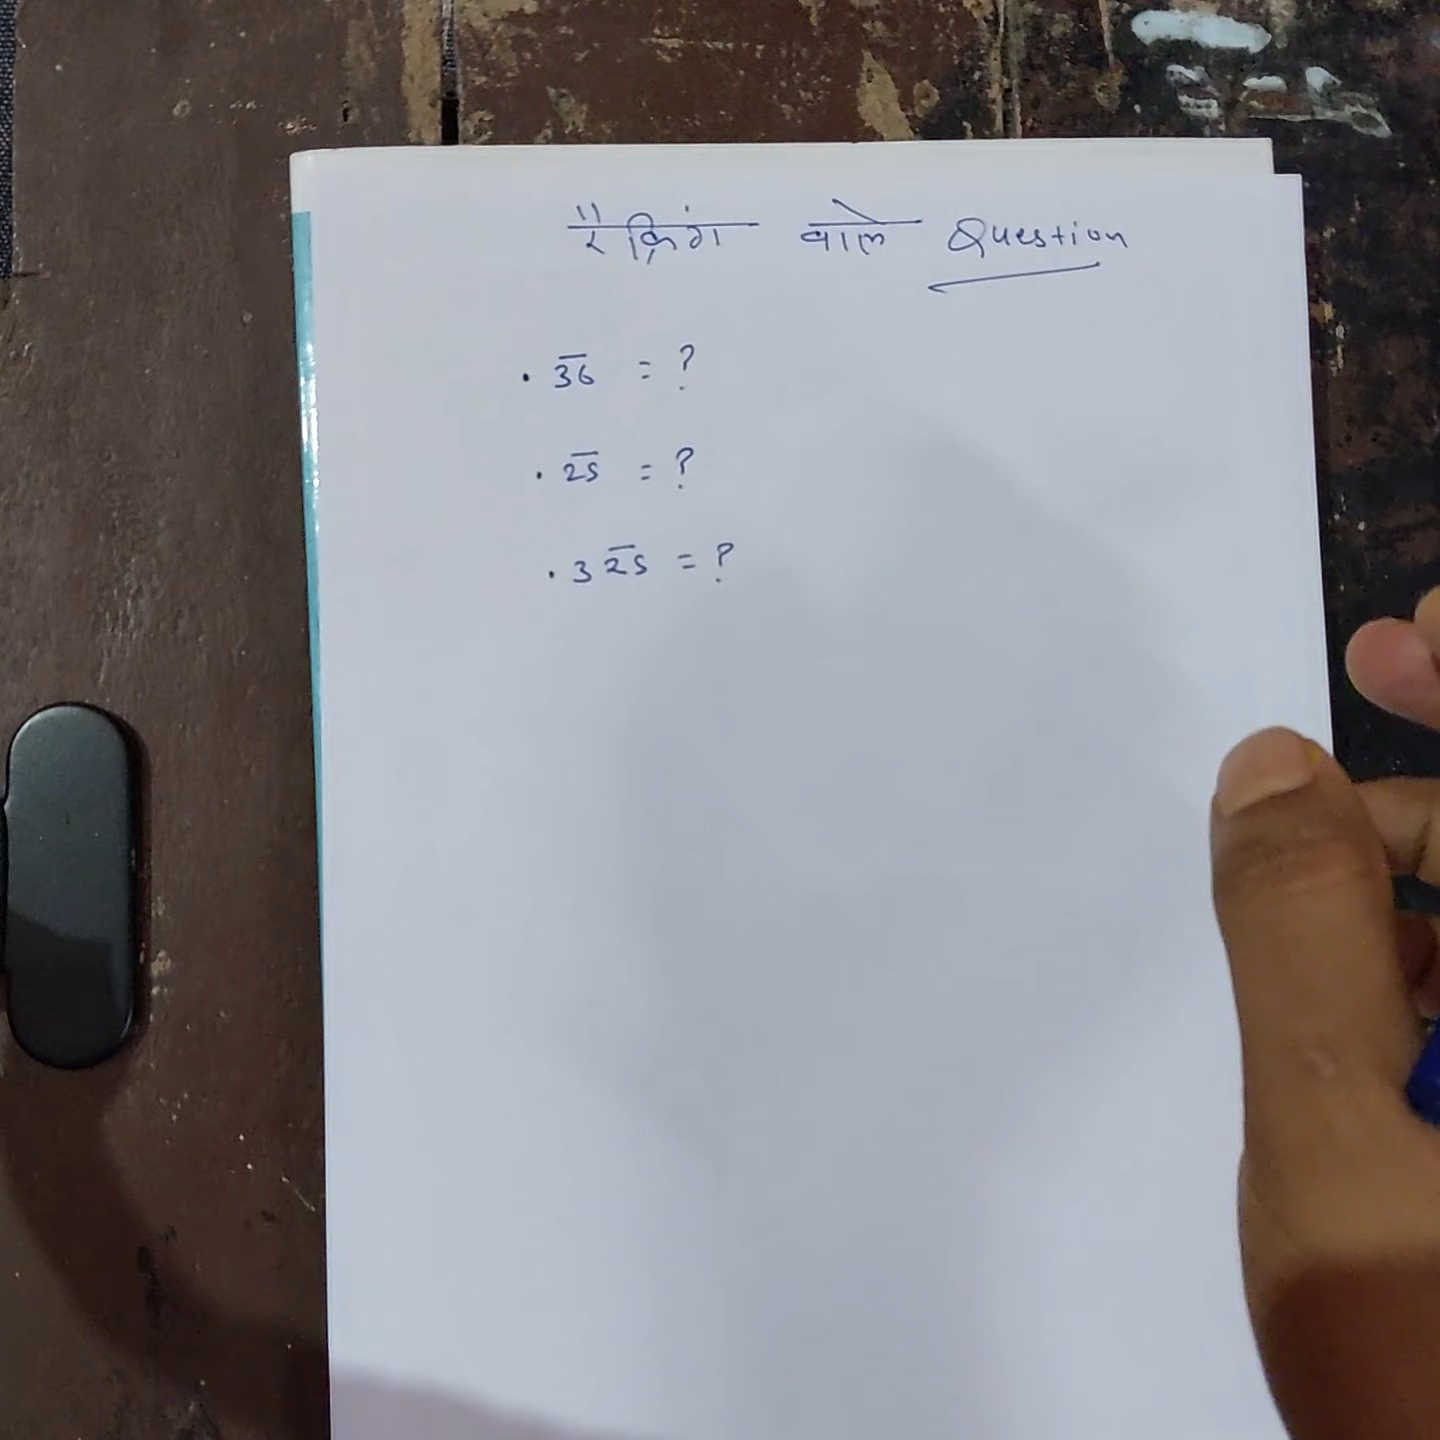 रैंकिंग वाले Question
.3̅6̅ = ?
.2̅5̅ = ?
.32̅5̅ = ?